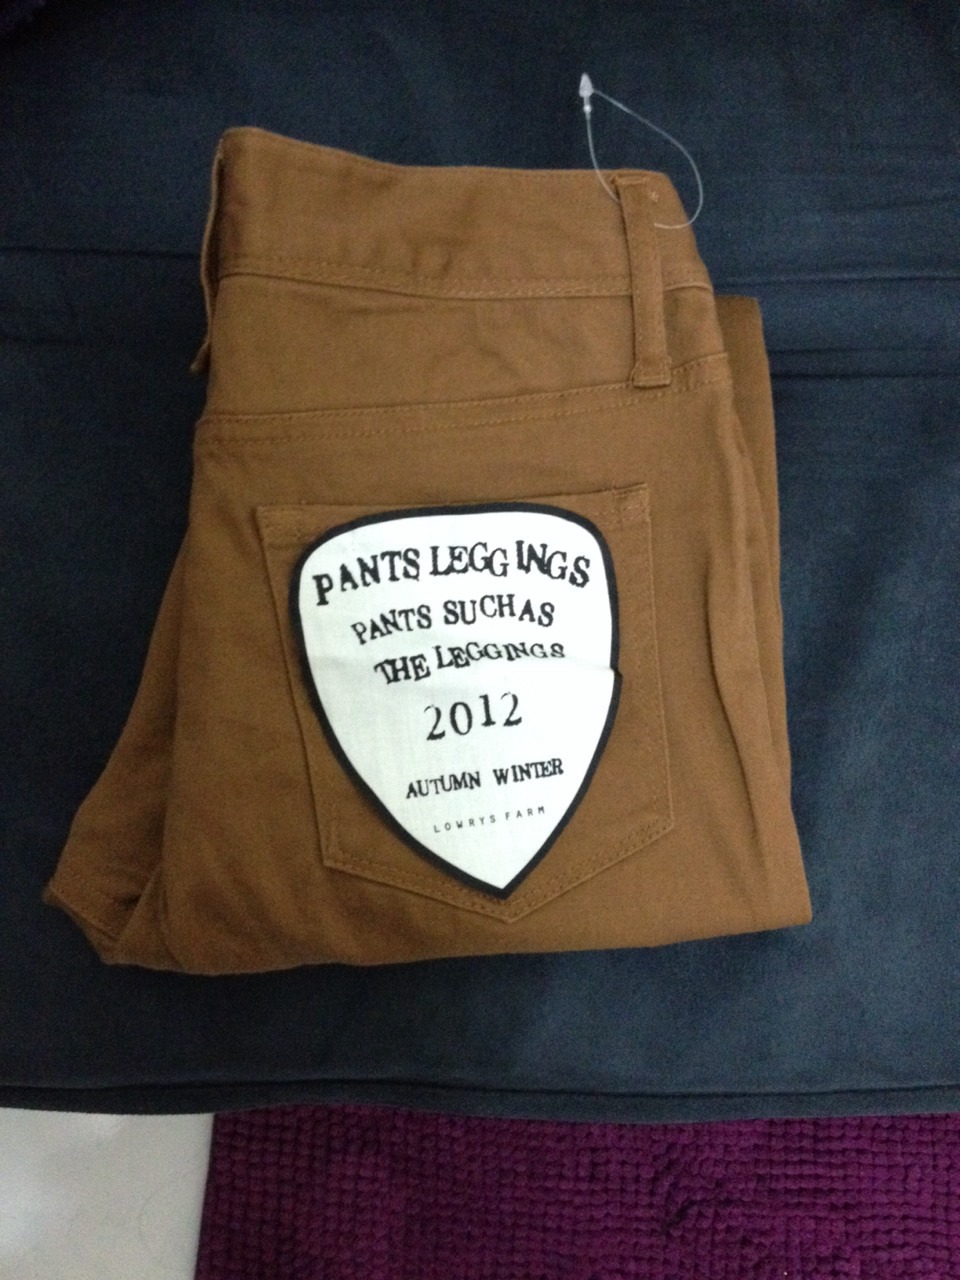 PANTS LEGGINGS
PANTS SUCHAS
THE LEGGINGS
2012
AUTUMN WINTER
LOWRYS FARM